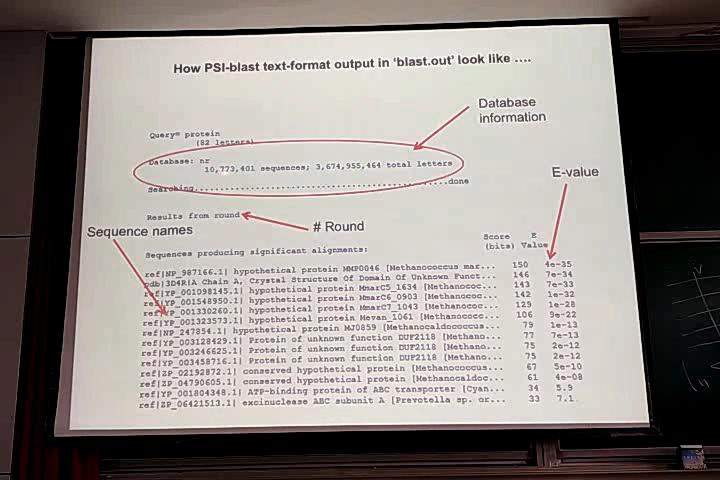 How PSI-blast text-format output in 'blast.out' look like ....
Database
information
Query= protein
(82 letters)
Database: nr
10,773,401 sequences; 3,674,955,464 total letters
Searching..................................................done
E-value
Results from round
# Round
Sequence names
Score E
Sequences producing significant alignments: (bits) Value
ref|NP_987166.1| hypothetical protein MMP0046 [Methanococcus mar... 150 4e-35
pdb|3D4R|A Chain A, Crystal Structure Of Domain Of Unknown Funct... 146 7e-34
ref|YP_001098145.1| hypothetical protein MmarC5_1634 [Methanococ... 143 7e-33
ref|YP_001548950.1| hypothetical protein MmarC6_0903 [Methanococ... 142 1e-32
ref|YP_001330260.1| hypothetical protein MmarC7_1043 [Methanococ... 129 1e-28
ref|YP_001323573.1| hypothetical protein Mevan_1061 [Methanococc... 106 9e-22
ref|NP_247854.1| hypothetical protein MJ0859 [Methanocaldococcus... 79 1e-13
ref|YP_003128429.1| Protein of unknown function DUF2118 [Methano... 77 7e-13
ref|YP_003246625.1| Protein of unknown function DUF2118 [Methano... 75 2e-12
ref|YP_003458716.1| Protein of unknown function DUF2118 [Methano... 75 2e-12
ref|ZP_02192872.1| conserved hypothetical protein [Methanococcus... 67 5e-10
ref|ZP_04790605.1| conserved hypothetical protein [Methanocaldoc... 61 4e-08
ref|YP_001804348.1| ATP-binding protein of ABC transporter [Cyan... 34 5.9
ref|ZP_06421513.1| excinuclease ABC subunit A [Prevotella sp. or... 33 7.1